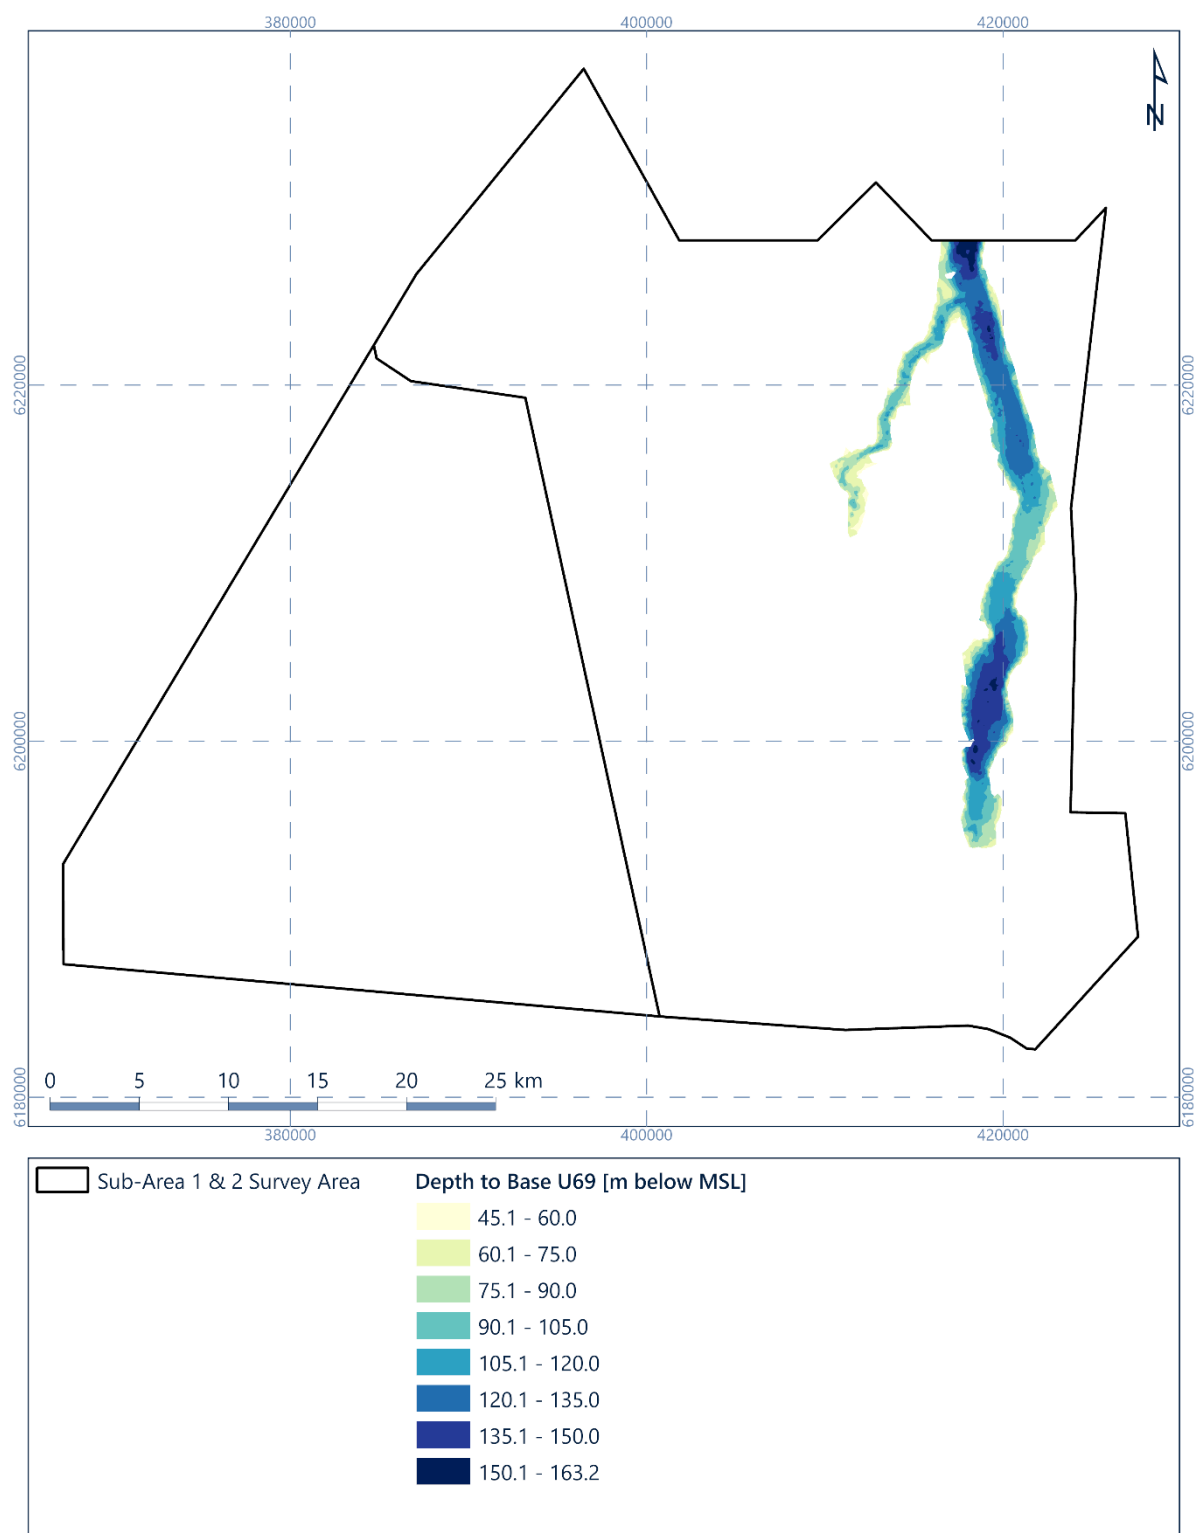 380000 400000 420000
N
6220000 6220000
6200000 6200000
6180000 6180000
0 5 10 15 20 25 km
380000 400000 420000
Sub-Area 1 & 2 Survey Area
Depth to Base U69 [m below MSL]
45.1 - 60.0
60.1 - 75.0
75.1 - 90.0
90.1 - 105.0
105.1 - 120.0
120.1 - 135.0
135.1 - 150.0
150.1 - 163.2